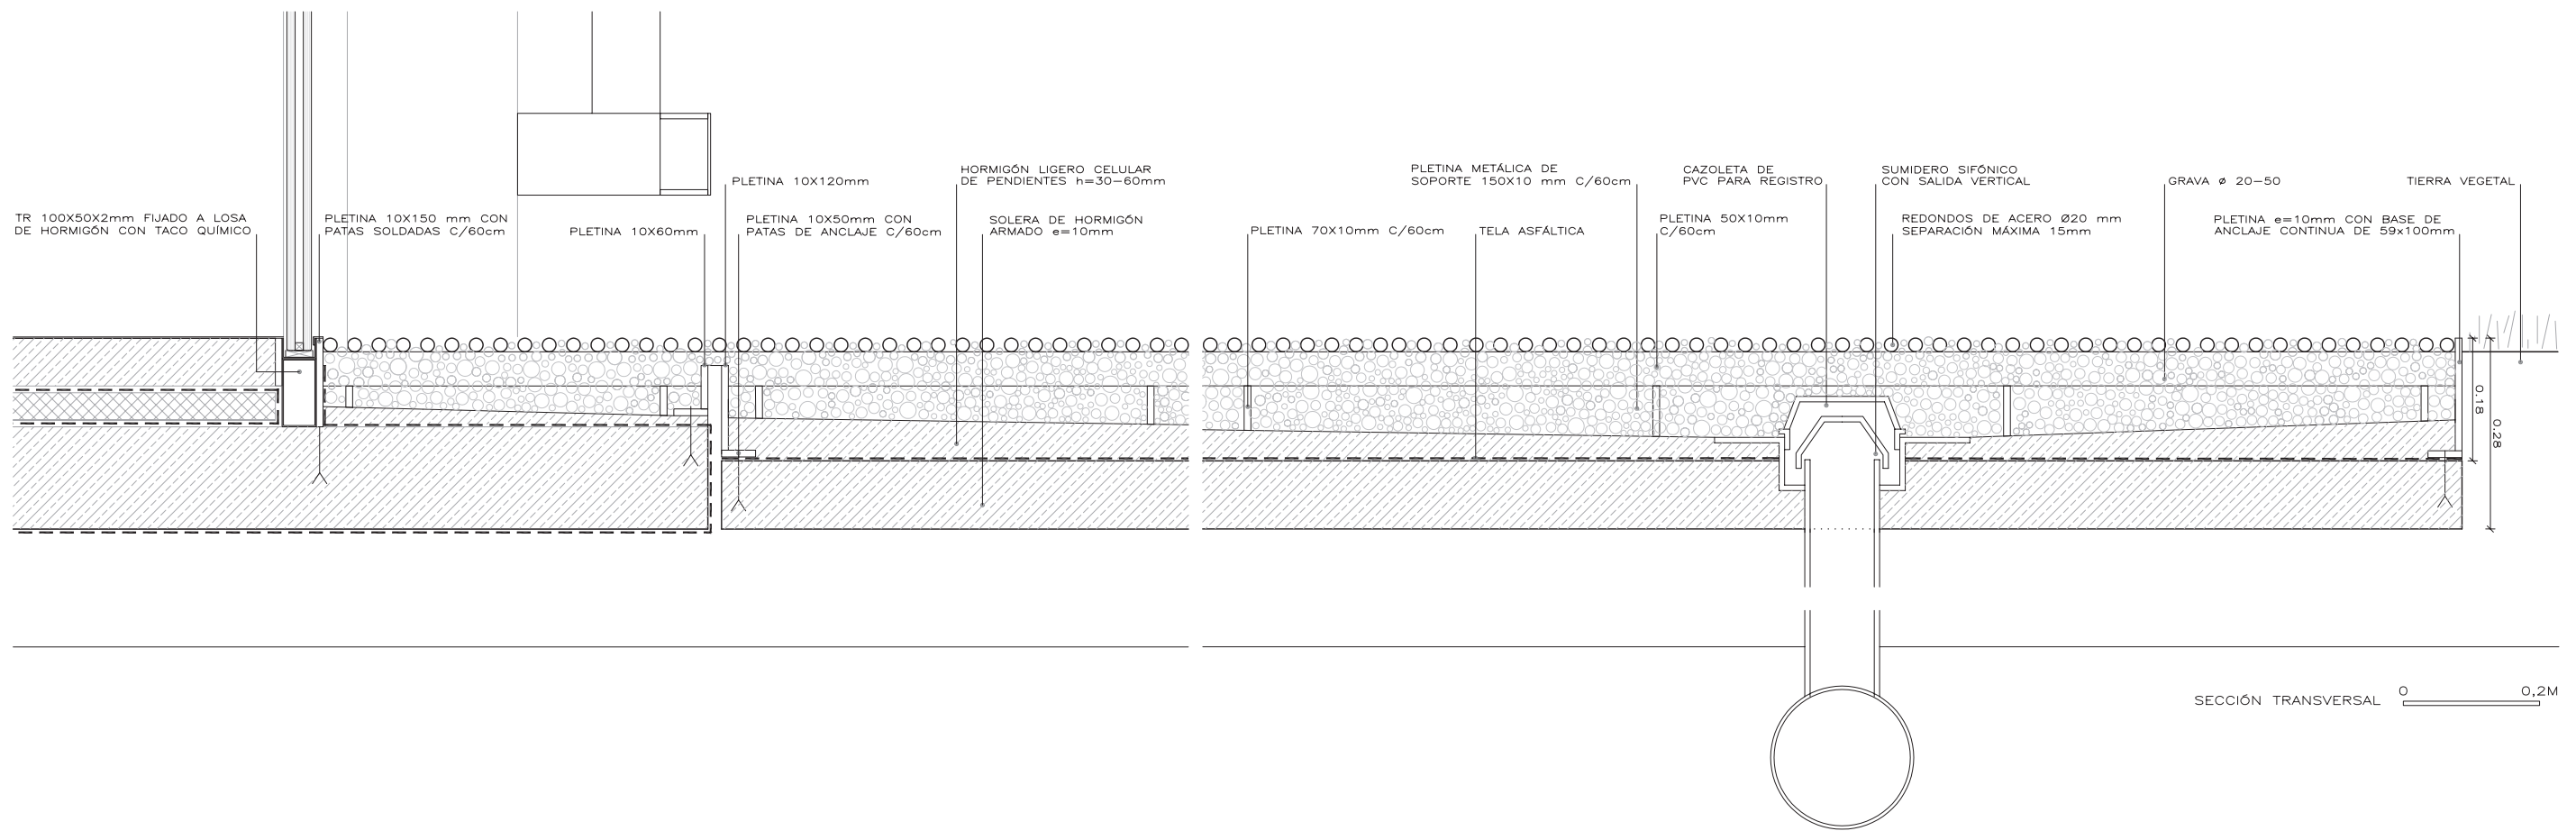 PLETINA 10X120mm
HORMIGÓN LIGERO CELULAR
DE PENDIENTES h=30-60mm
PLETINA METÁLICA DE
SOPORTE 150X10 mm C/60cm
CAZOLETA DE
PVC PARA REGISTRO
SUMIDERO SIFÓNICO
CON SALIDA VERTICAL
GRAVA ø 20-50
TIERRA VEGETAL
TR 100X50X2mm FIJADO A LOSA
DE HORMIGÓN CON TACO QUÍMICO
PLETINA 10X150 mm CON
PATAS SOLDADAS C/60cm
PLETINA 10X60mm
PLETINA 10X50mm CON
PATAS DE ANCLAJE C/60cm
SOLERA DE HORMIGÓN
ARMADO e=10mm
PLETINA 70X10mm C/60cm
TELA ASFÁLTICA
PLETINA 50X10mm
C/60cm
REDONDOS DE ACERO Ø20 mm
SEPARACIÓN MÁXIMA 15mm
PLETINA e=10mm CON BASE DE
ANCLAJE CONTINUA DE 59x100mm
0.18
0.28
SECCIÓN TRANSVERSAL
0
0,2M